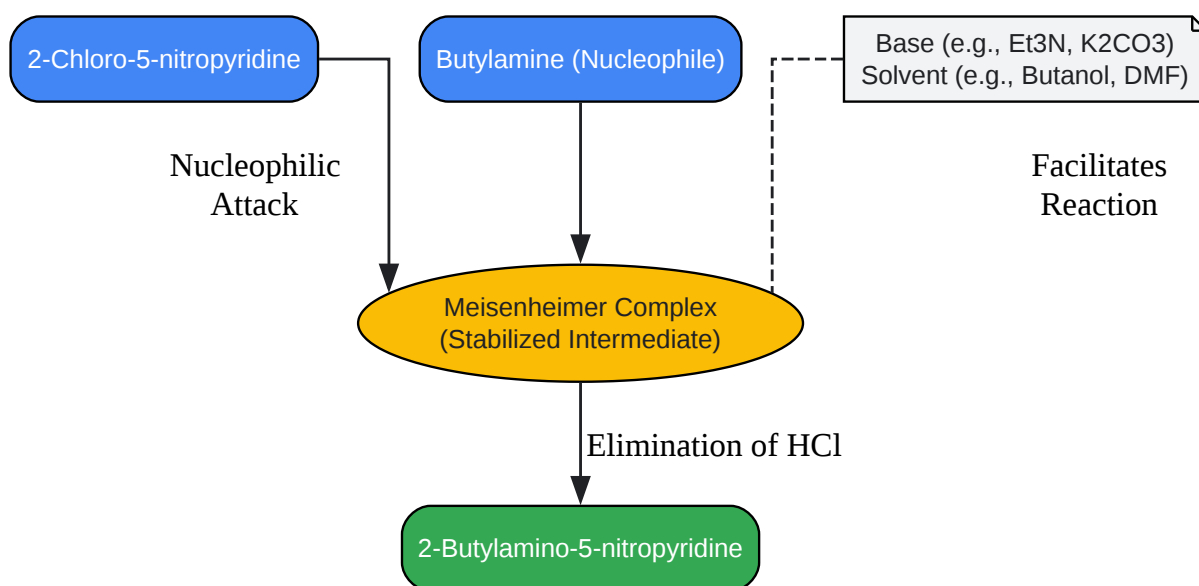 2-Chloro-5-nitropyridine
Butylamine (Nucleophile)
Base (e.g., Et3N, K2CO3)
Solvent (e.g., Butanol, DMF)
Nucleophilic
Attack
Facilitates
Reaction
Meisenheimer Complex
(Stabilized Intermediate)
Elimination of HCl
2-Butylamino-5-nitropyridine